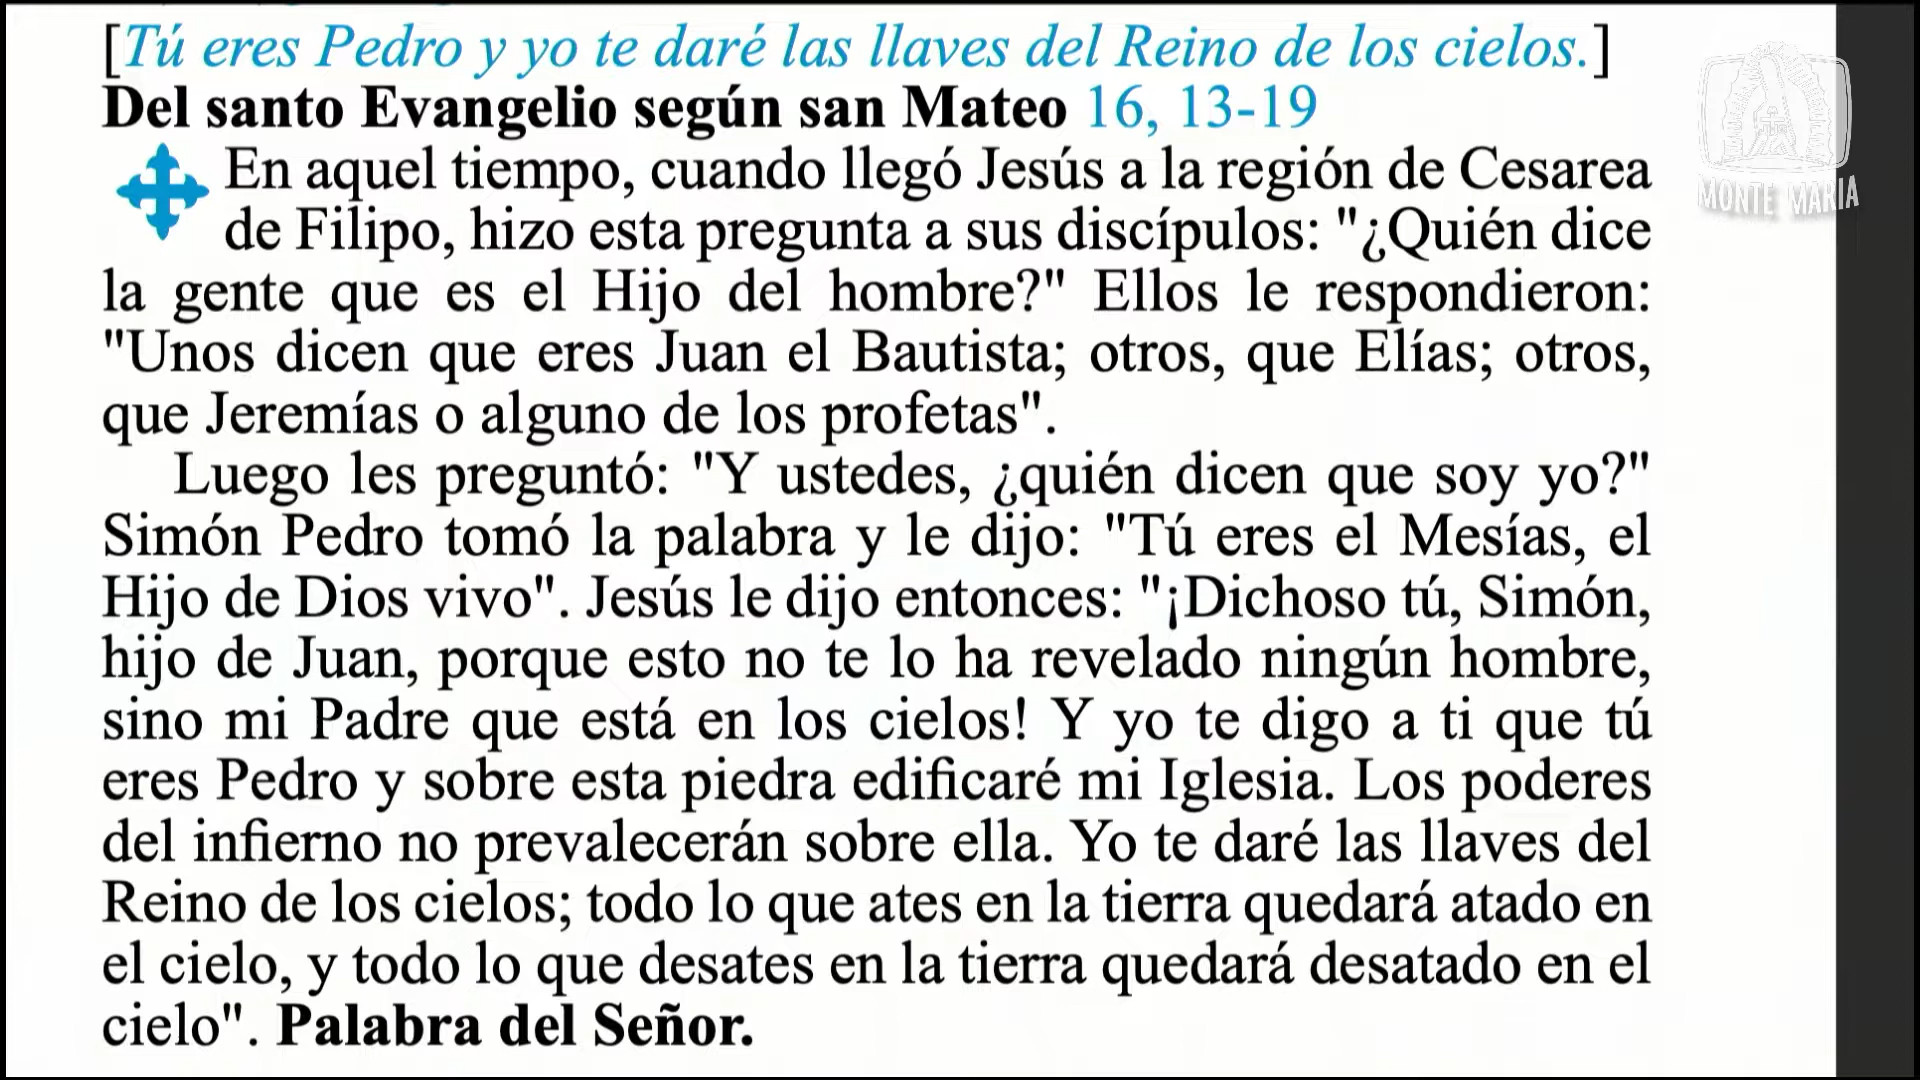 [Tú eres Pedro y yo te daré las llaves del Reino de los cielos.]
Del santo Evangelio según san Mateo 16, 13-19
En aquel tiempo, cuando llegó Jesús a la región de Cesarea
de Filipo, hizo esta pregunta a sus discípulos: "¿Quién dice
la gente que es el Hijo del hombre?" Ellos le respondieron:
"Unos dicen que eres Juan el Bautista; otros, que Elías; otros,
que Jeremías o alguno de los profetas".
Luego les preguntó: "Y ustedes, ¿quién dicen que soy yo?"
Simón Pedro tomó la palabra y le dijo: "Tú eres el Mesías, el
Hijo de Dios vivo". Jesús le dijo entonces: "¡Dichoso tú, Simón,
hijo de Juan, porque esto no te lo ha revelado ningún hombre,
sino mi Padre que está en los cielos! Y yo te digo a ti que tú
eres Pedro y sobre esta piedra edificaré mi Iglesia. Los poderes
del infierno no prevalecerán sobre ella. Yo te daré las llaves del
Reino de los cielos; todo lo que ates en la tierra quedará atado en
el cielo, y todo lo que desates en la tierra quedará desatado en el
cielo". Palabra del Señor.
MONTE MARIA